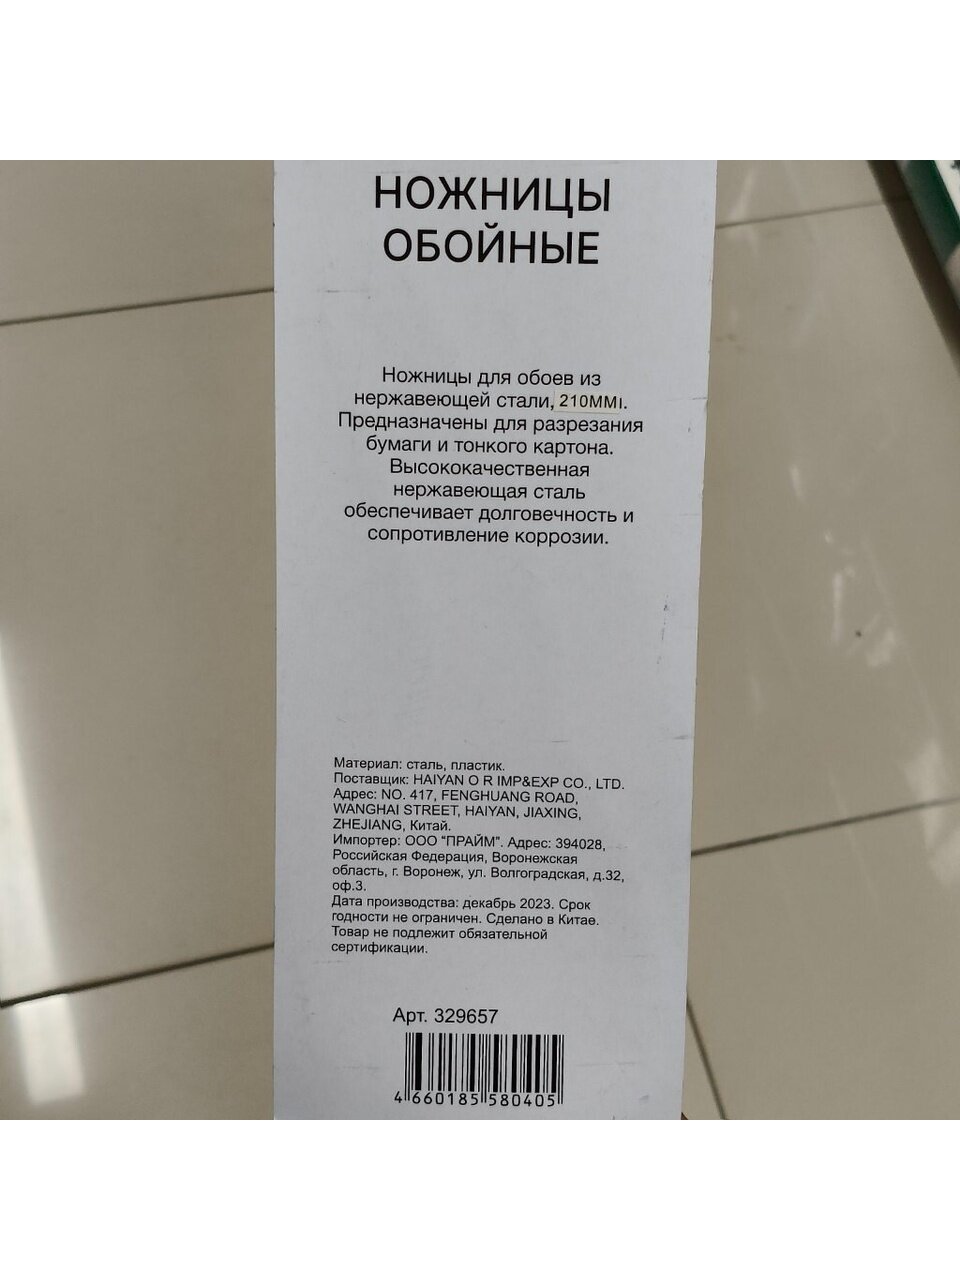 НОЖНИЦЫ
ОБОЙНЫЕ
Ножницы для обоев из
нержавеющей стали, 210ММ.
Предназначены для разрезания
бумаги и тонкого картона.
Высококачественная
нержавеющая сталь
обеспечивает долговечность и
сопротивление коррозии.
Материал: сталь, пластик.
Поставщик: HAIYAN O R IMP&EXP CO., LTD.
Адрес: NO. 417, FENGHUANG ROAD,
WANGHAI STREET, HAIYAN, JIAXING,
ZHEJIANG, Китай.
Импортер: ООО "ПРАЙМ". Адрес: 394028,
Российская Федерация, Воронежская
область, г. Воронеж, ул. Волгоградская, д.32,
оф.3.
Дата производства: декабрь 2023. Срок
годности не ограничен. Сделано в Китае.
Товар не подлежит обязательной
сертификации.
Арт. 329657
4 660185 580405